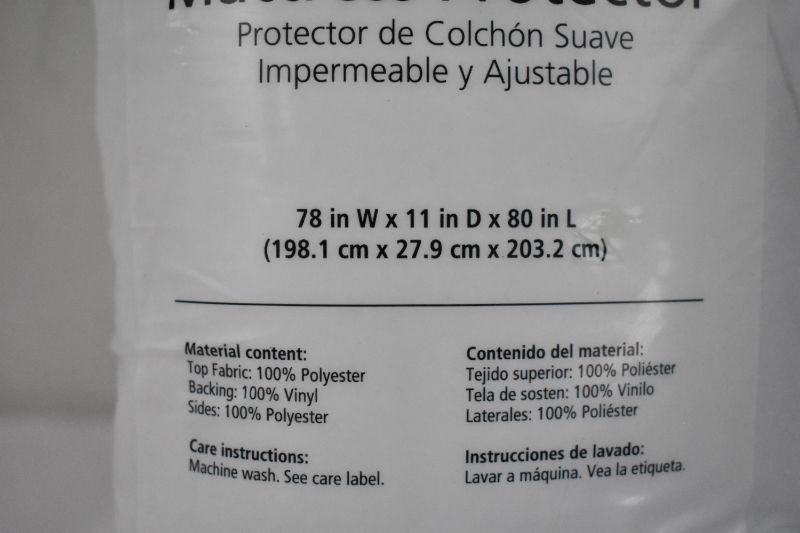 Mattress Protector
Protector de Colchón Suave
Impermeable y Ajustable
78 in W x 11 in D x 80 in L
(198.1 cm x 27.9 cm x 203.2 cm)
Material content:
Top Fabric: 100% Polyester
Backing: 100% Vinyl
Sides: 100% Polyester
Care instructions:
Machine wash. See care label.
Contenido del material:
Tejido superior: 100% Poliéster
Tela de sosten: 100% Vinilo
Laterales: 100% Poliéster
Instrucciones de lavado:
Lavar a máquina. Vea la etiqueta.